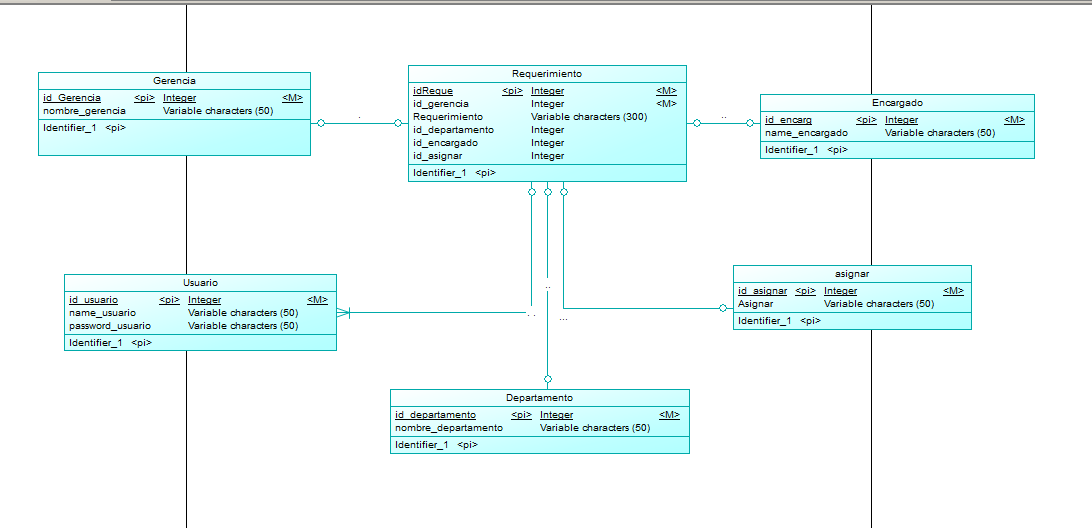 Gerencia
id_Gerencia <pi> Integer <M>
nombre_gerencia Variable characters (50)
Identifier_1 <pi>
Requerimiento
idReque <pi> Integer <M>
id_gerencia Integer <M>
Requerimiento Variable characters (300)
id_departamento Integer
id_encargado Integer
id_asignar Integer
Identifier_1 <pi>
Encargado
id_encarg <pi> Integer <M>
name_encargado Variable characters (50)
Identifier_1 <pi>
Usuario
id_usuario <pi> Integer <M>
name_usuario Variable characters (50)
password_usuario Variable characters (50)
Identifier_1 <pi>
asignar
id_asignar <pi> Integer <M>
Asignar Variable characters (50)
Identifier_1 <pi>
Departamento
id_departamento <pi> Integer <M>
nombre_departamento Variable characters (50)
Identifier_1 <pi>